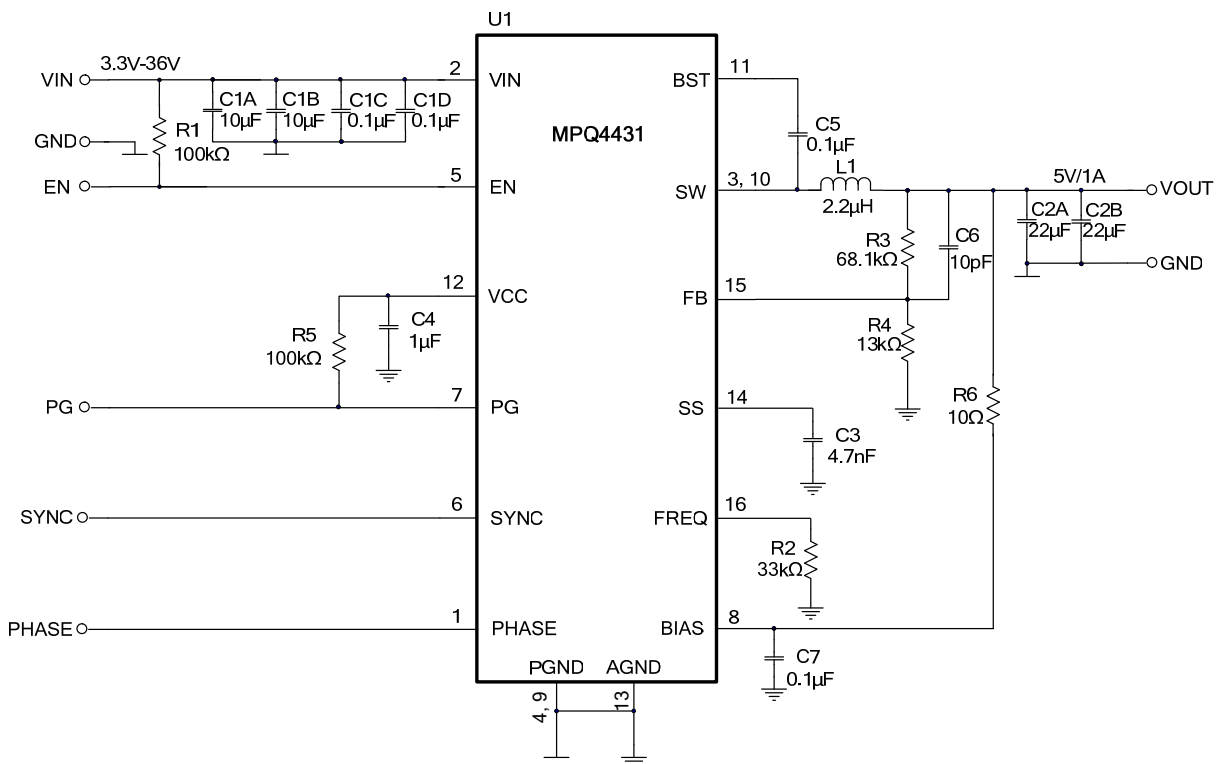 U1
MPQ4431
VIN
3.3V-36V
2
VIN
C1A
10µF
C1B
10µF
C1C
0.1µF
C1D
0.1µF
GND
R1
100kΩ
EN
5
EN
12
VCC
R5
100kΩ
C4
1µF
PG
7
PG
SYNC
6
SYNC
PHASE
1
PHASE
PGND
AGND
4, 9
13
BST
11
C5
0.1µF
SW
3, 10
L1
2.2µH
5V/1A
VOUT
C2A
22µF
C2B
22µF
GND
R3
68.1kΩ
C6
10pF
FB
15
R4
13kΩ
SS
14
C3
4.7nF
R6
10Ω
FREQ
16
R2
33kΩ
BIAS
8
C7
0.1µF